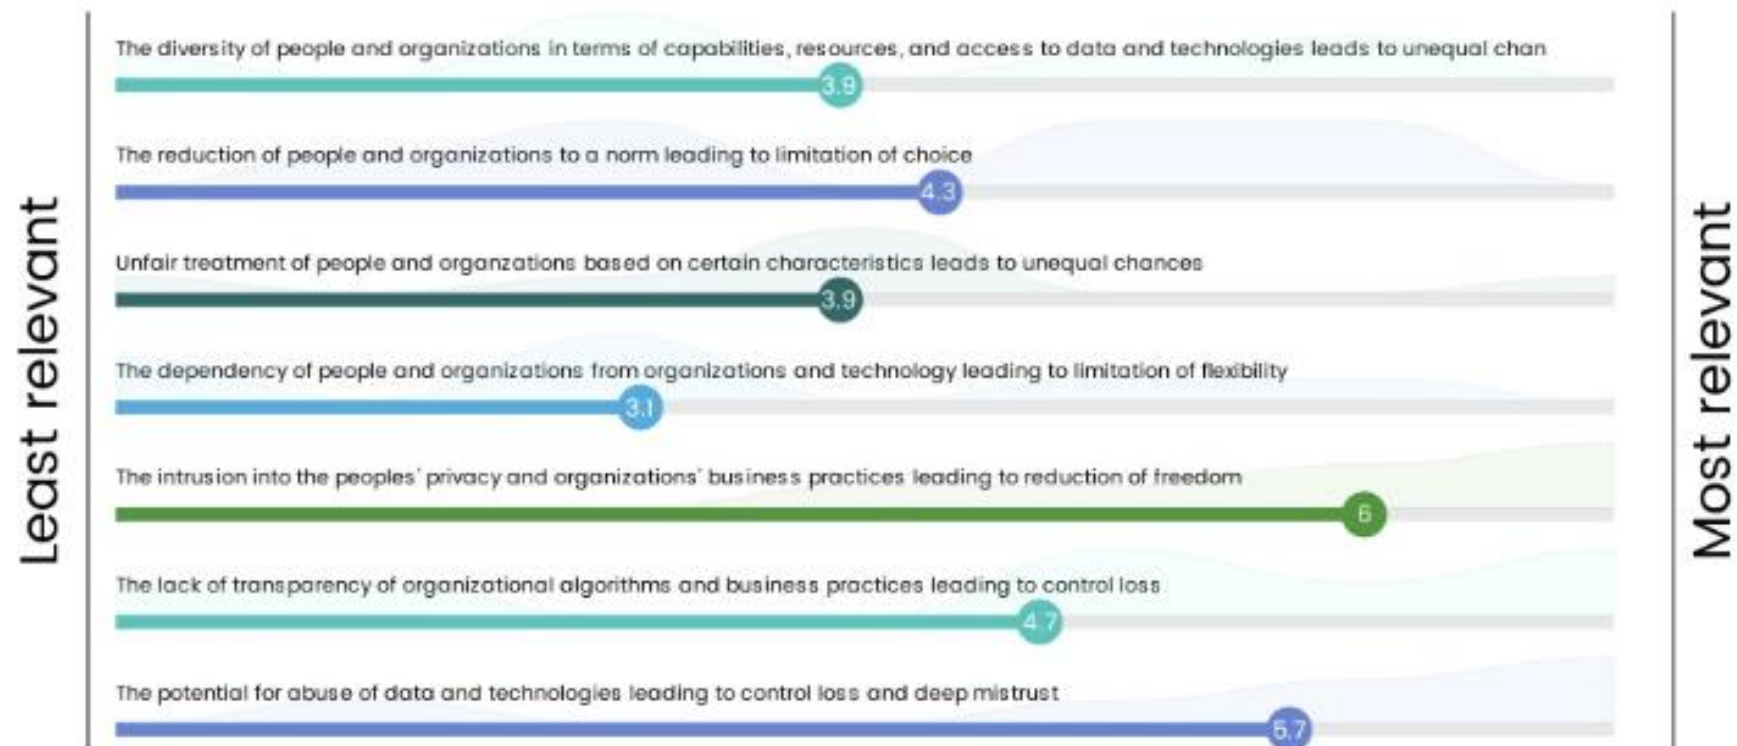 The diversity of people and organizations in terms of capabilities, resources, and access to data and technologies leads to unequal chan
3.9
The reduction of people and organizations to a norm leading to limitation of choice
4.3
Unfair treatment of people and organzations based on certain characteristics leads to unequal chances
3.9
The dependency of people and organizations from organizations and technology leading to limitation of flexibility
3.1
The intrusion into the peoples' privacy and organizations' business practices leading to reduction of freedom
6
The lack of transparency of organizational algorithms and business practices leading to control loss
4.7
The potential for abuse of data and technologies leading to control loss and deep mistrust
5.7
Least relevant
Most relevant